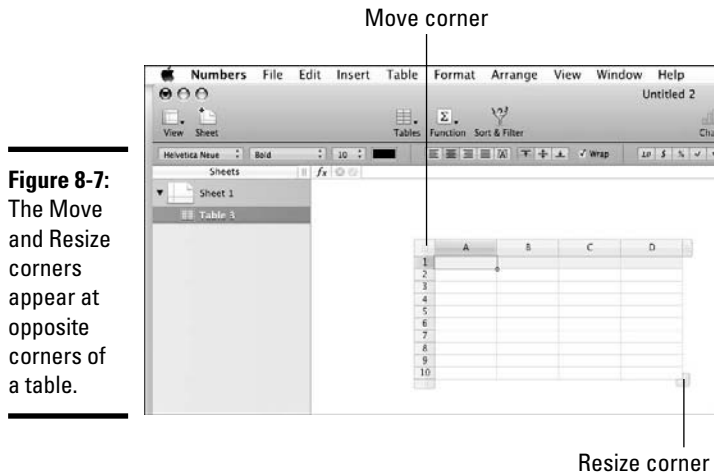 Move corner
Numbers File Edit Insert Table Format Arrange View Window Help
Untitled 2
View Sheet Tables Function Sort & Filter
Helvetica Neue Bold 10 Wrap
Sheets fx
Sheet 1
Table 3
A B C D
1
2
3
4
5
6
7
8
9
10
Figure 8-7:
The Move
and Resize
corners
appear at
opposite
corners of
a table.
Resize corner